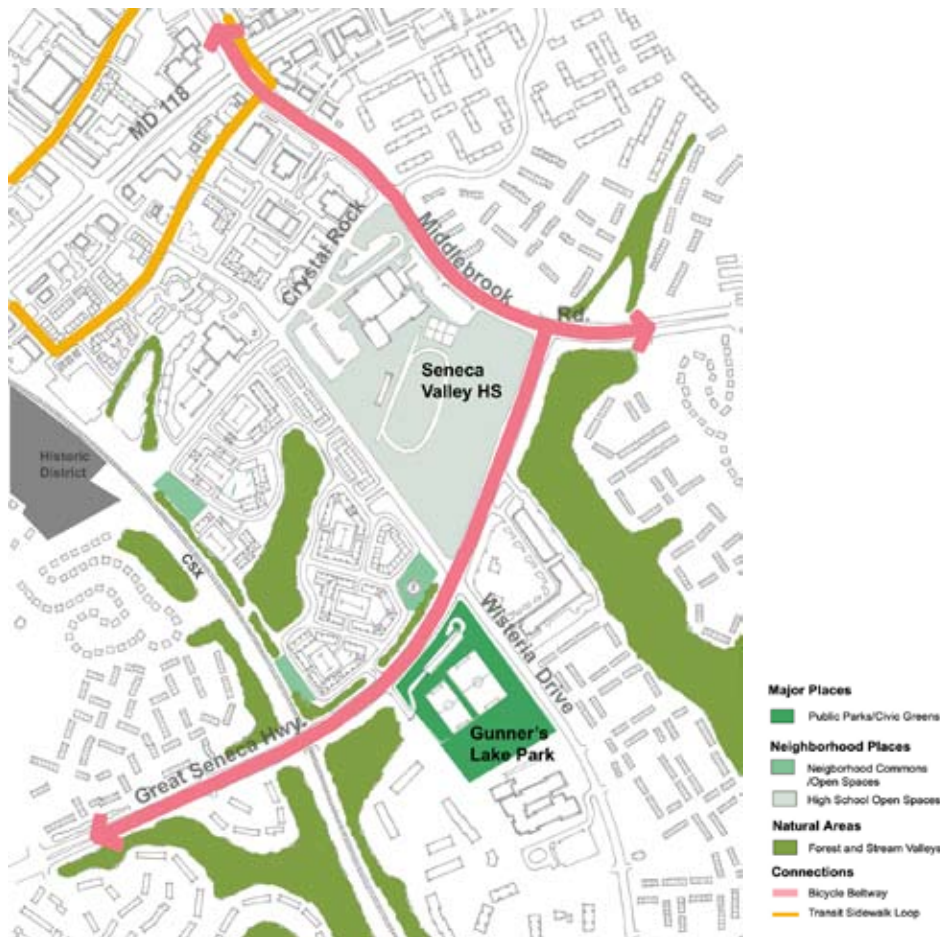 MD 118
Crystal Rock
Middlebrook
Rd.
Seneca
Valley HS
Historic
District
CSX
Wisteria Drive
Gunner's
Lake Park
Great Seneca Hwy.
Major Places
Public Parks/Civic Greens
Neighborhood Places
Neigborhood Commons
/Open Spaces
High School Open Spaces
Natural Areas
Forest and Stream Valleys
Connections
Bicycle Beltway
Transit Sidewalk Loop